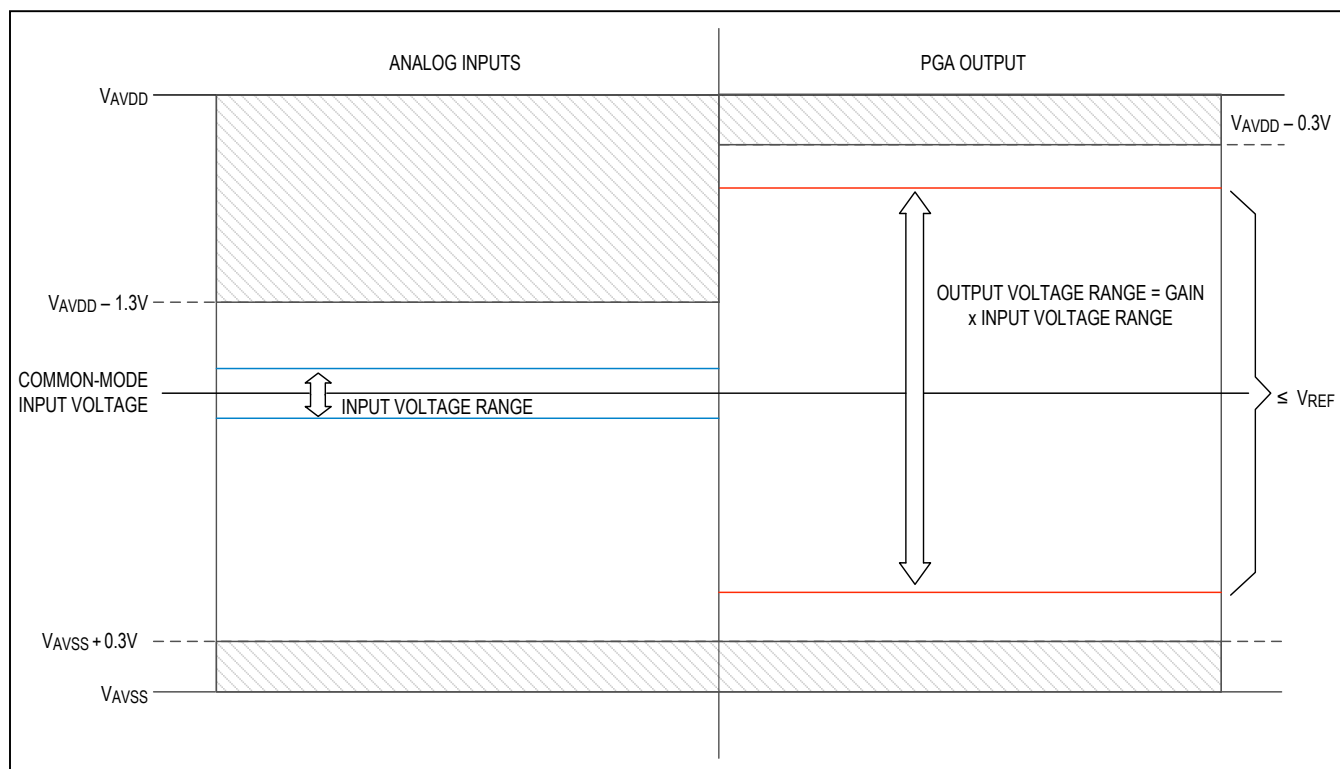 ANALOG INPUTS
PGA OUTPUT
VAVDD
VAVDD – 0.3V
VAVDD – 1.3V
OUTPUT VOLTAGE RANGE = GAIN
x INPUT VOLTAGE RANGE
COMMON-MODE
INPUT VOLTAGE
INPUT VOLTAGE RANGE
≤ VREF
VAVSS + 0.3V
VAVSS